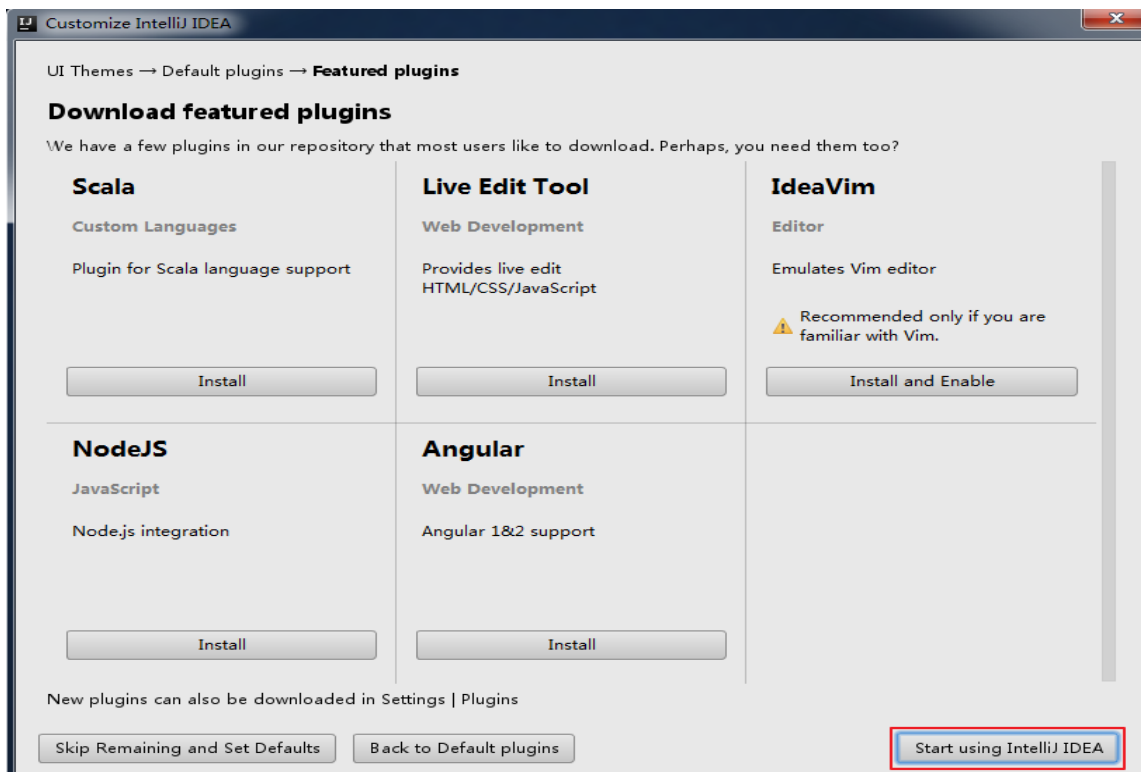 Customize IntelliJ IDEA
UI Themes → Default plugins → Featured plugins
Download featured plugins
We have a few plugins in our repository that most users like to download. Perhaps, you need them too?
Scala
Custom Languages
Plugin for Scala language support
Install
Live Edit Tool
Web Development
Provides live edit
HTML/CSS/JavaScript
Install
IdeaVim
Editor
Emulates Vim editor
Recommended only if you are
familiar with Vim.
Install and Enable
NodeJS
JavaScript
Node.js integration
Install
Angular
Web Development
Angular 1&2 support
Install
New plugins can also be downloaded in Settings | Plugins
Skip Remaining and Set Defaults
Back to Default plugins
Start using IntelliJ IDEA